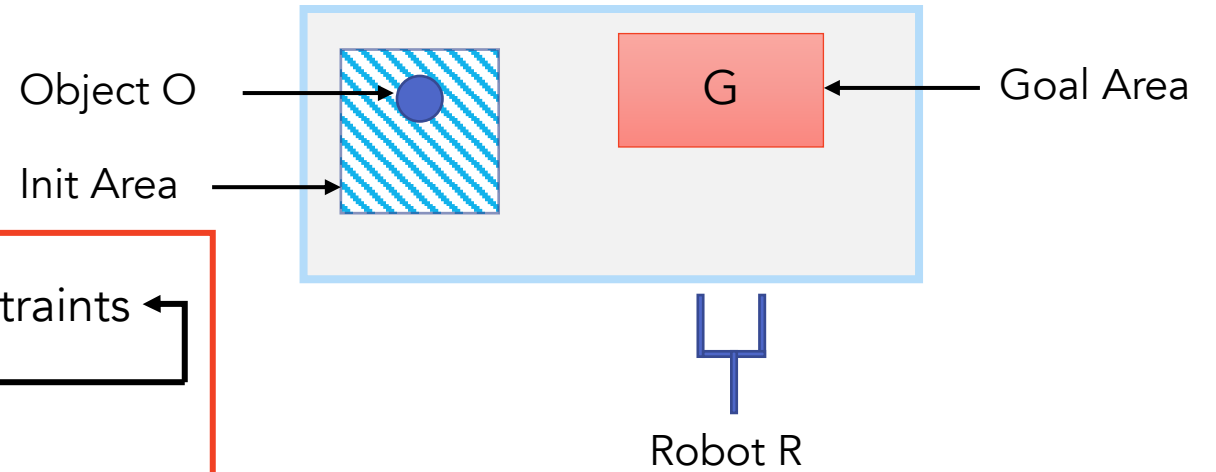 Object O
G
Goal Area
Init Area
traints
Robot R